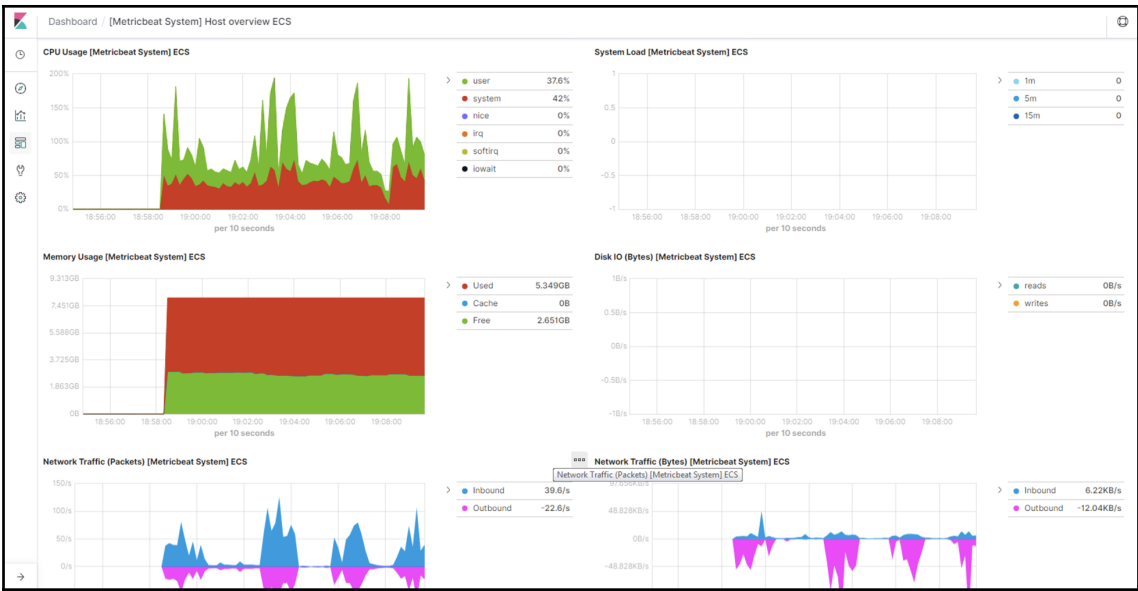 Dashboard / [Metricbeat System] Host overview ECS
CPU Usage [Metricbeat System] ECS
200%
150%
100%
50%
0%
18:56:00 18:58:00 19:00:00 19:02:00 19:04:00 19:06:00 19:08:00
per 10 seconds
user 37.6%
system 42%
nice 0%
irq 0%
softirq 0%
iowait 0%
System Load [Metricbeat System] ECS
1
0.5
0
-0.5
-1
18:56:00 18:58:00 19:00:00 19:02:00 19:04:00 19:06:00 19:08:00
per 10 seconds
1m 0
5m 0
15m 0
Memory Usage [Metricbeat System] ECS
9.313GB
7.451GB
5.588GB
3.725GB
1.863GB
0B
18:56:00 18:58:00 19:00:00 19:02:00 19:04:00 19:06:00 19:08:00
per 10 seconds
Used 5.349GB
Cache 0B
Free 2.651GB
Disk IO (Bytes) [Metricbeat System] ECS
1B/s
0.5B/s
0B/s
-0.5B/s
-1B/s
18:56:00 18:58:00 19:00:00 19:02:00 19:04:00 19:06:00 19:08:00
per 10 seconds
reads 0B/s
writes 0B/s
Network Traffic (Packets) [Metricbeat System] ECS
150/s
100/s
50/s
0/s
Inbound 39.6/s
Outbound -22.6/s
Network Traffic (Bytes) [Metricbeat System] ECS
Network Traffic (Packets) [Metricbeat System] ECS
48.828KB/s
0B/s
-48.828KB/s
Inbound 6.22KB/s
Outbound -12.04KB/s